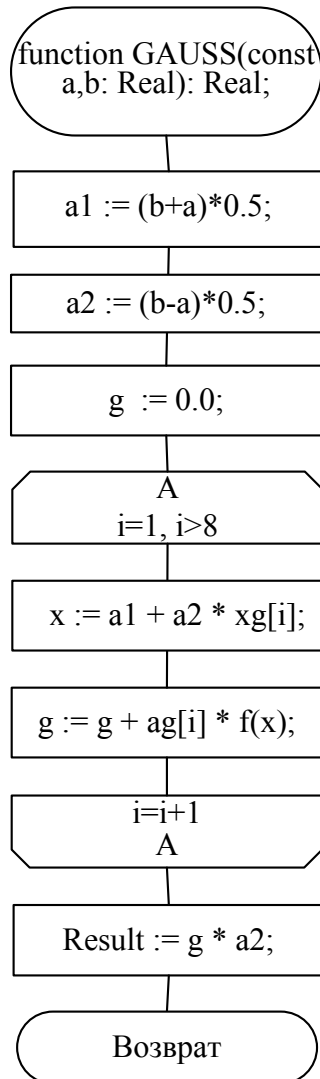 function GAUSS(const
a,b: Real): Real;
a1 := (b+a)*0.5;
a2 := (b-a)*0.5;
g := 0.0;
A
i=1, i>8
x := a1 + a2 * xg[i];
g := g + ag[i] * f(x);
i=i+1
A
Result := g * a2;
Возврат